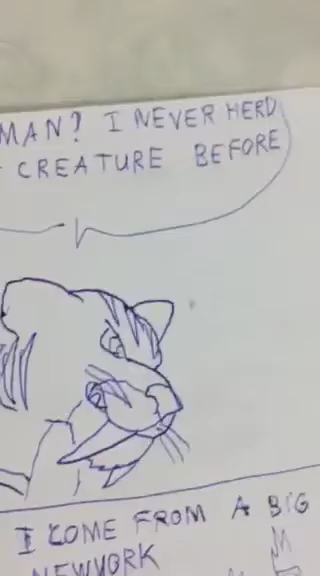 MAN? I NEVER HERD
CREATURE BEFORE
I COME FROM A BIG
NEWYORK